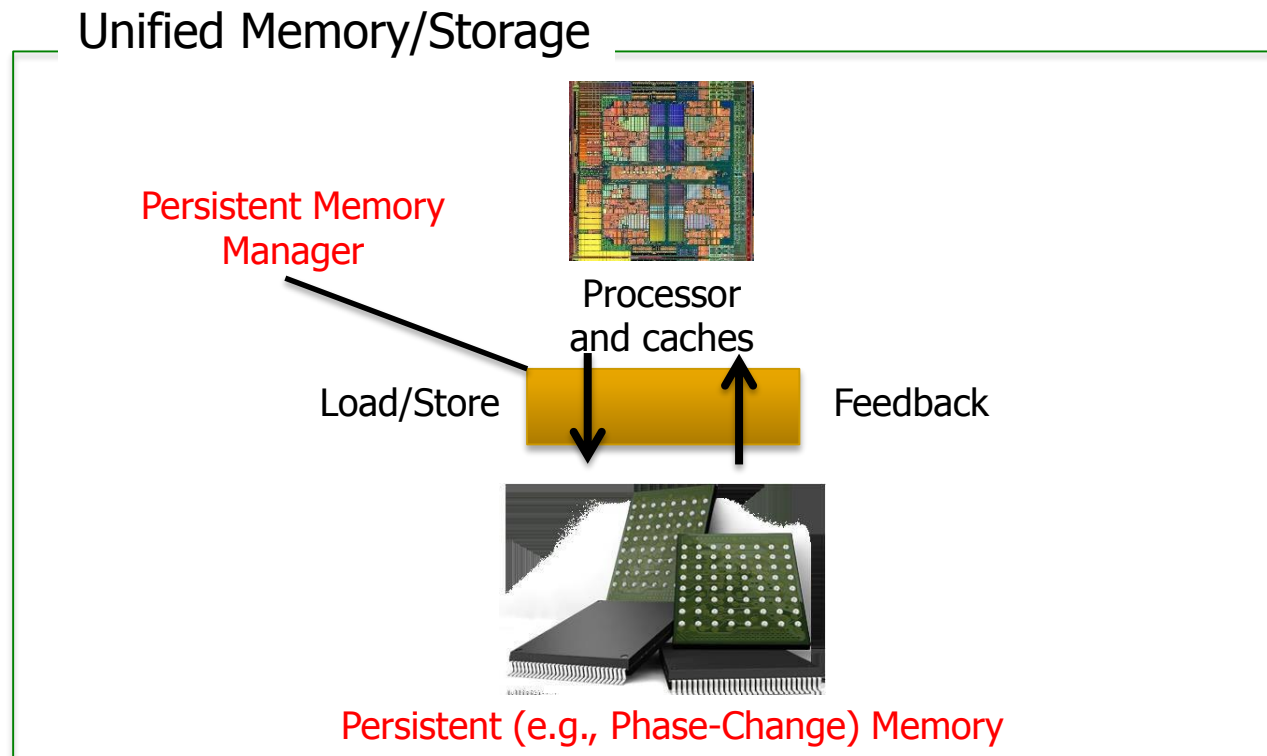 Unified Memory/Storage
Persistent Memory
Manager
Processor
and caches
Load/Store
Feedback
Persistent (e.g., Phase-Change) Memory